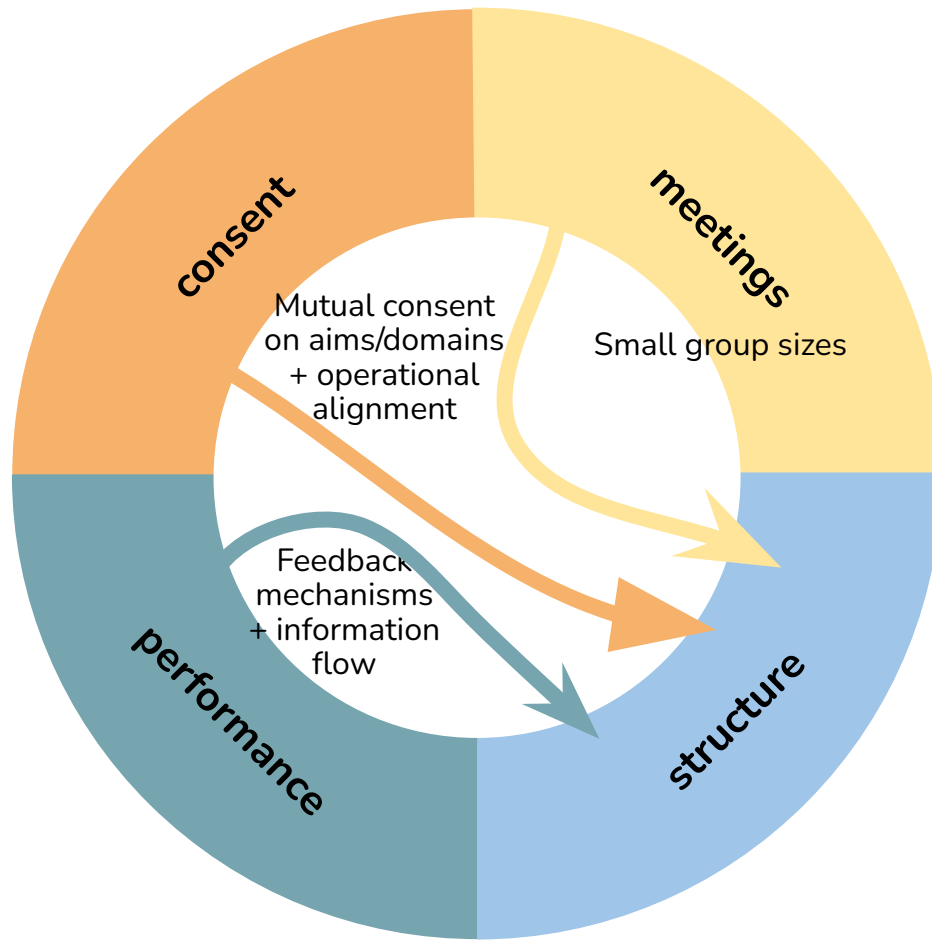 consent
meetings
Mutual consent
on aims/domains
+ operational
alignment
Small group sizes
Feedback
mechanisms
+ information
flow
performance
structure